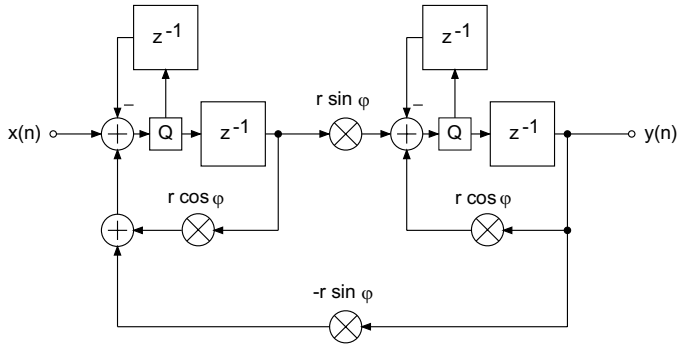 z⁻¹
z⁻¹
r sin φ
x(n)
–
Q
z⁻¹
–
Q
z⁻¹
y(n)
r cos φ
r cos φ
-r sin φ